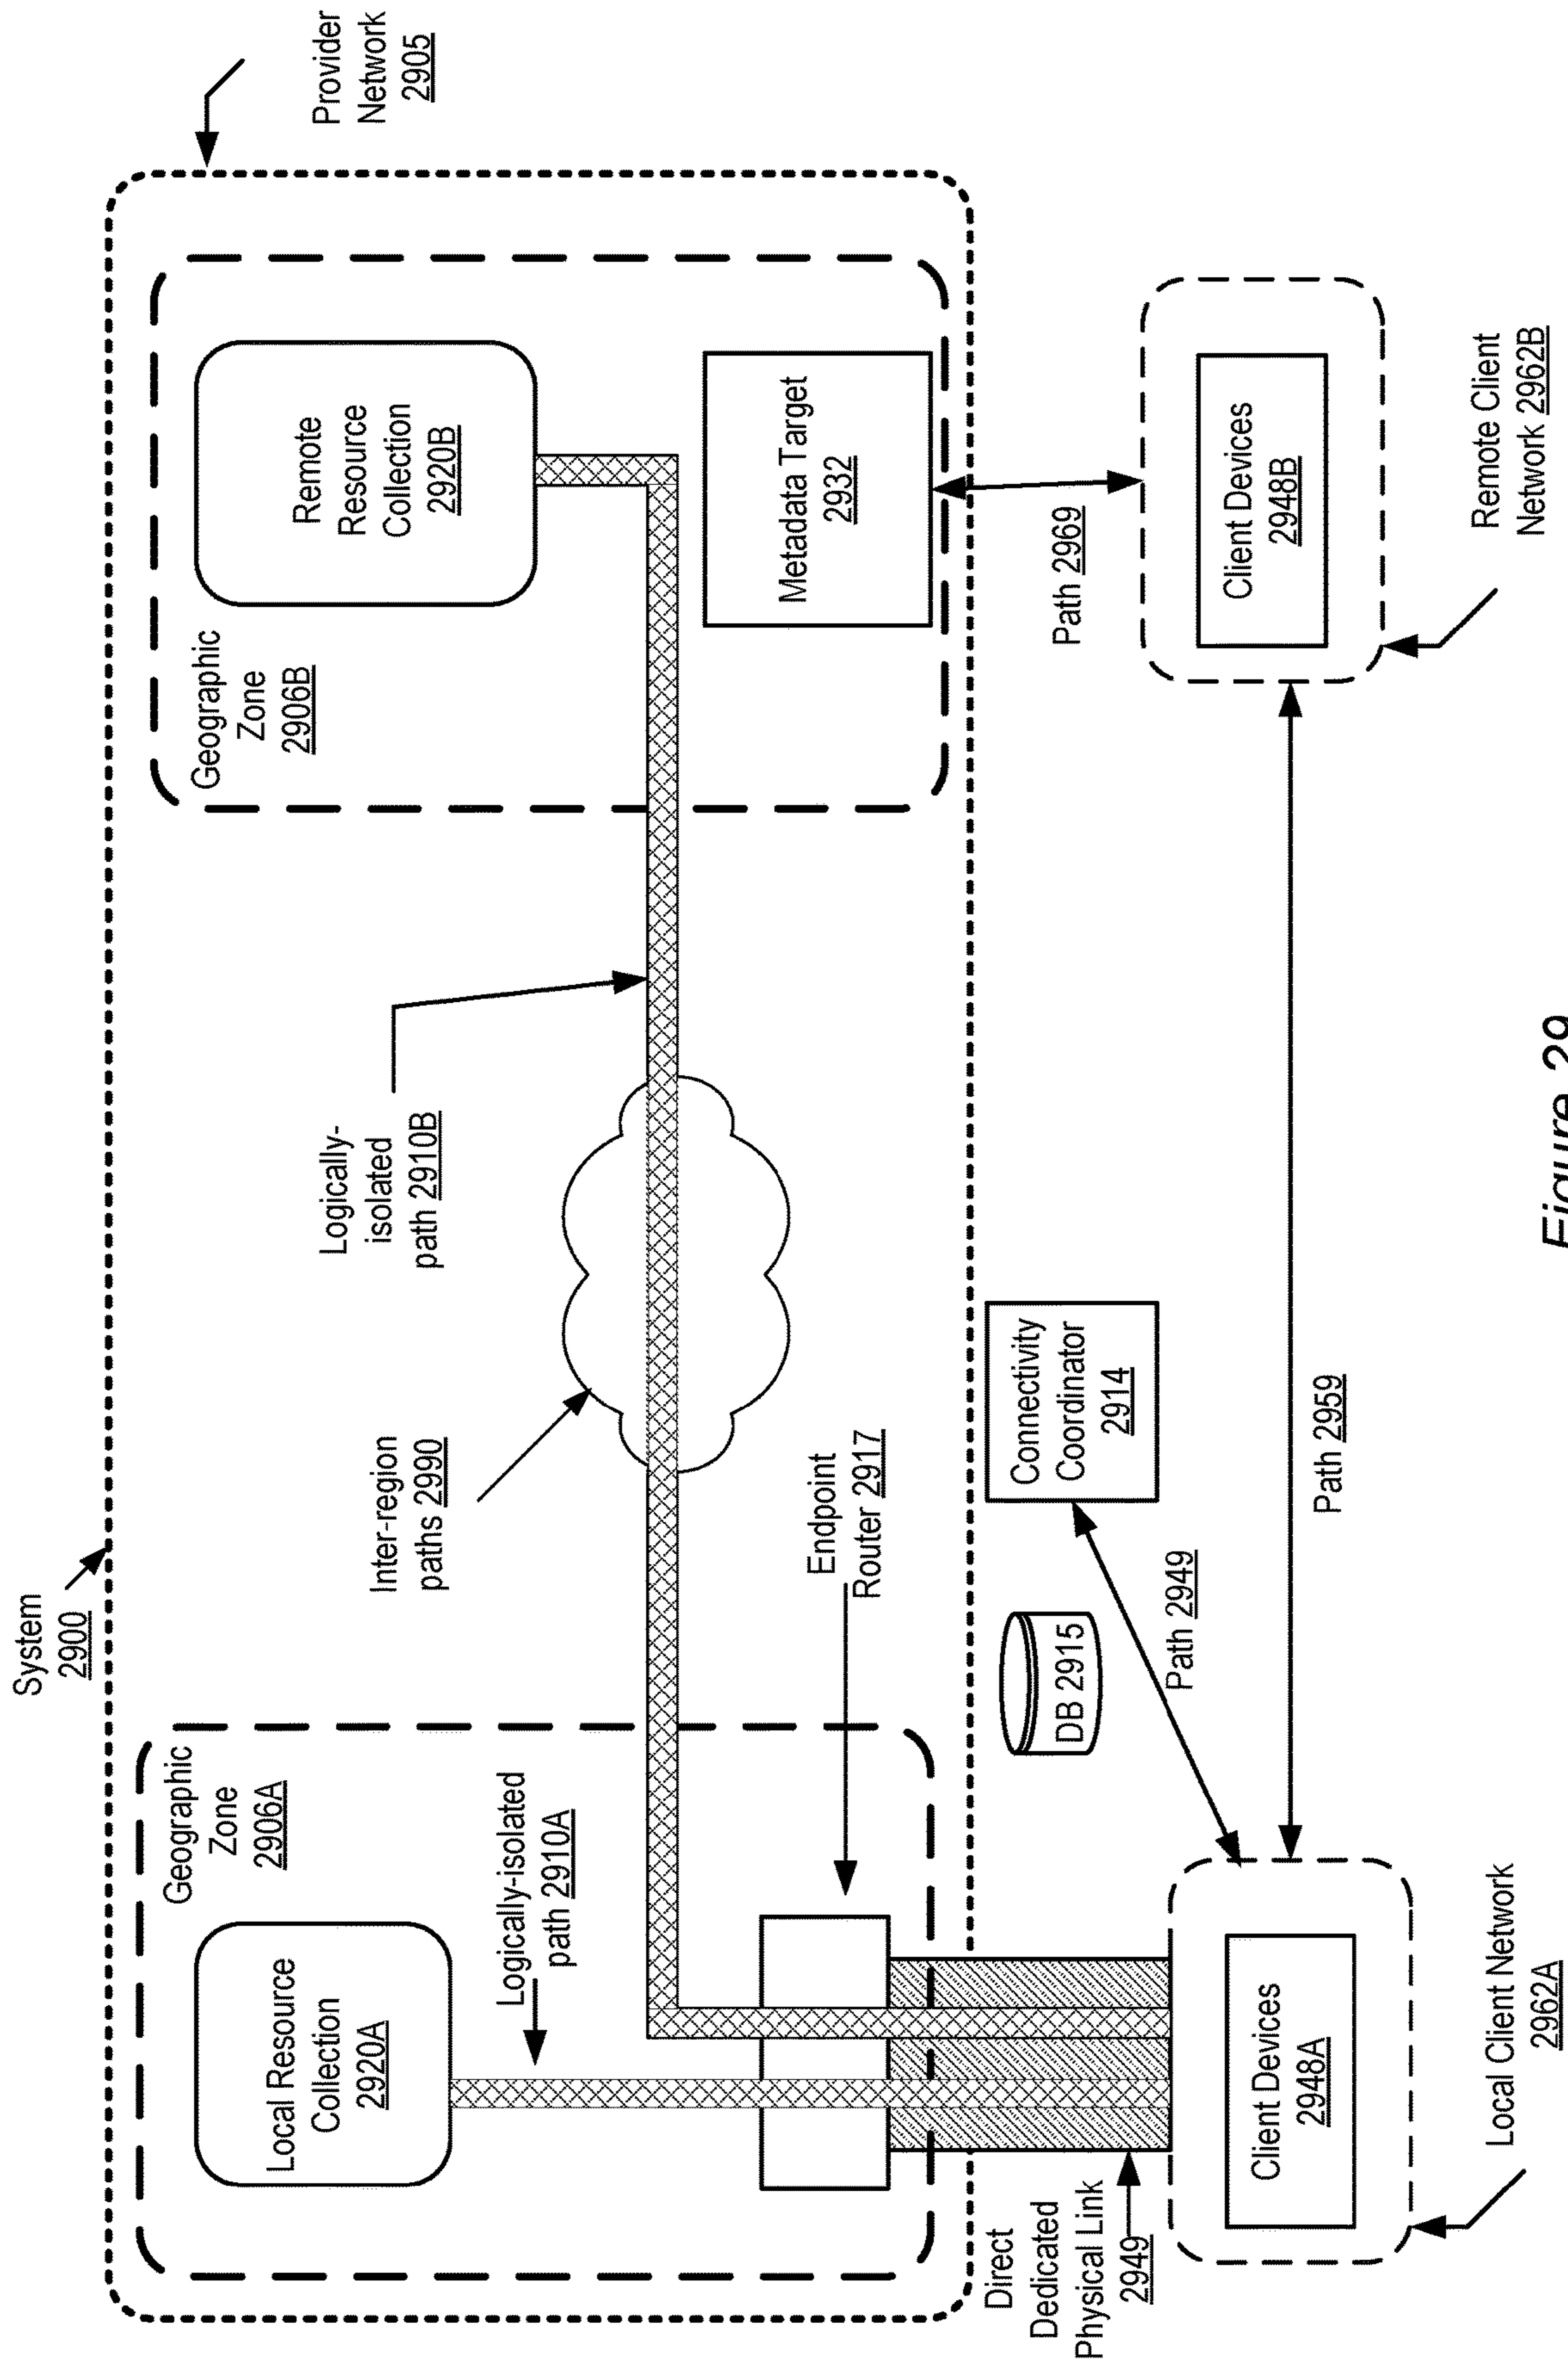 System
2900
Provider
Network
2905
Geographic
Zone
2906A
Local Resource
Collection
2920A
Logically-isolated
path 2910A
Endpoint
Router 2917
Inter-region
paths 2990
Logically-
isolated
path 2910B
Geographic
Zone
2906B
Remote
Resource
Collection
2920B
Metadata Target
2932
Direct
Dedicated
Physical Link
2949
DB 2915
Connectivity
Coordinator
2914
Path 2949
Path 2959
Path 2969
Client Devices
2948A
Local Client Network
2962A
Client Devices
2948B
Remote Client
Network 2962B
Figure 29